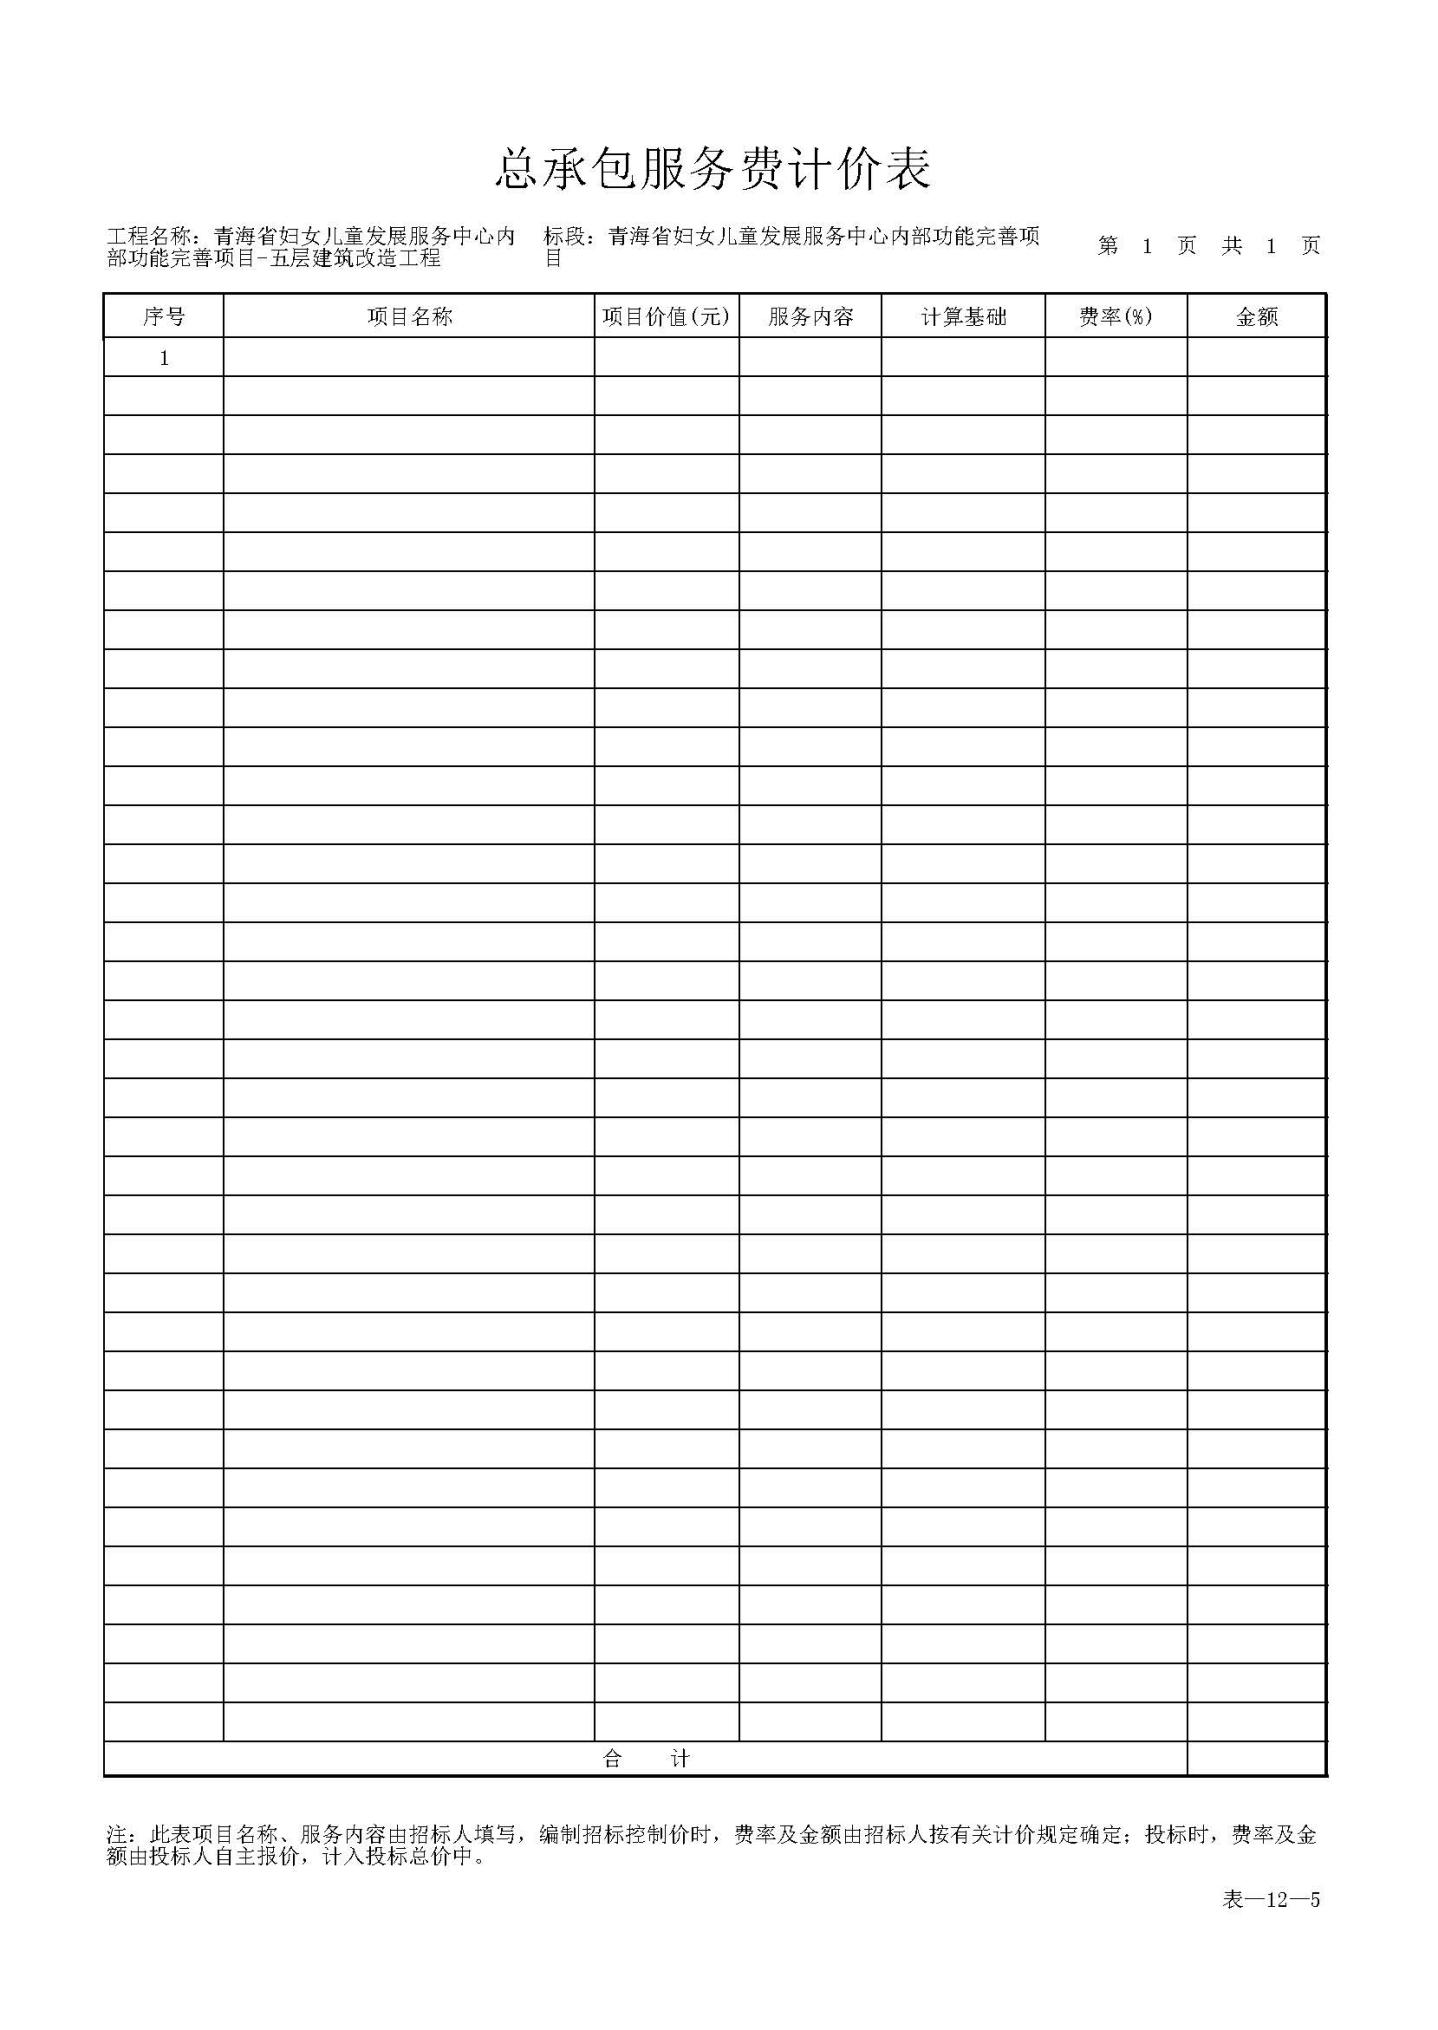 总承包服务费计价表
工程名称：青海省妇女儿童发展服务中心内
部功能完善项目-五层建筑改造工程
标段：青海省妇女儿童发展服务中心内部功能完善项
目
第 1 页 共 1 页
序号 项目名称 项目价值(元) 服务内容 计算基础 费率(%) 金额
1
合 计
注：此表项目名称、服务内容由招标人填写，编制招标控制价时，费率及金额由招标人按有关计价规定确定；投标时，费率及金
额由投标人自主报价，计入投标总价中。
表—12—5